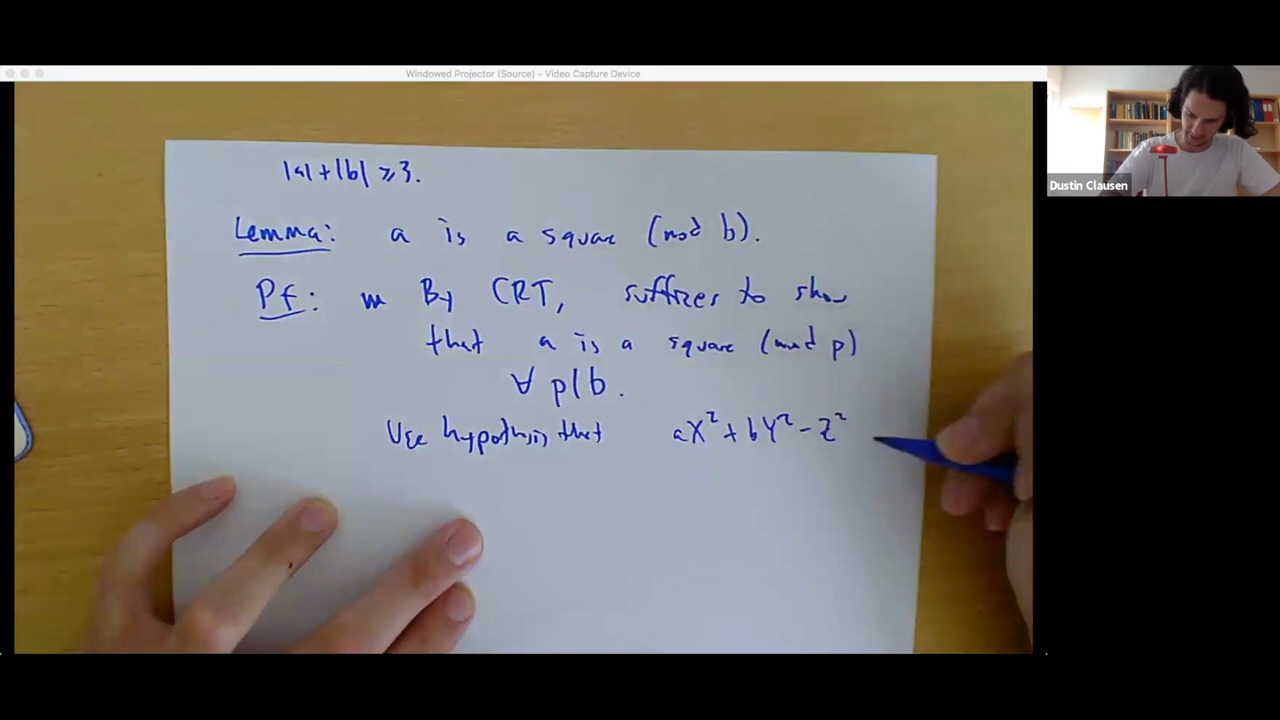 Windowed Projector (Source) - Video Capture Device
Dustin Clausen
|a|+|b| ≥ 3.
Lemma: a is a square (mod b).
Pf: By CRT, suffices to show
that a is a square (mod p)
∀ p|b.
Use hypothesis that aX²+bY²-Z²